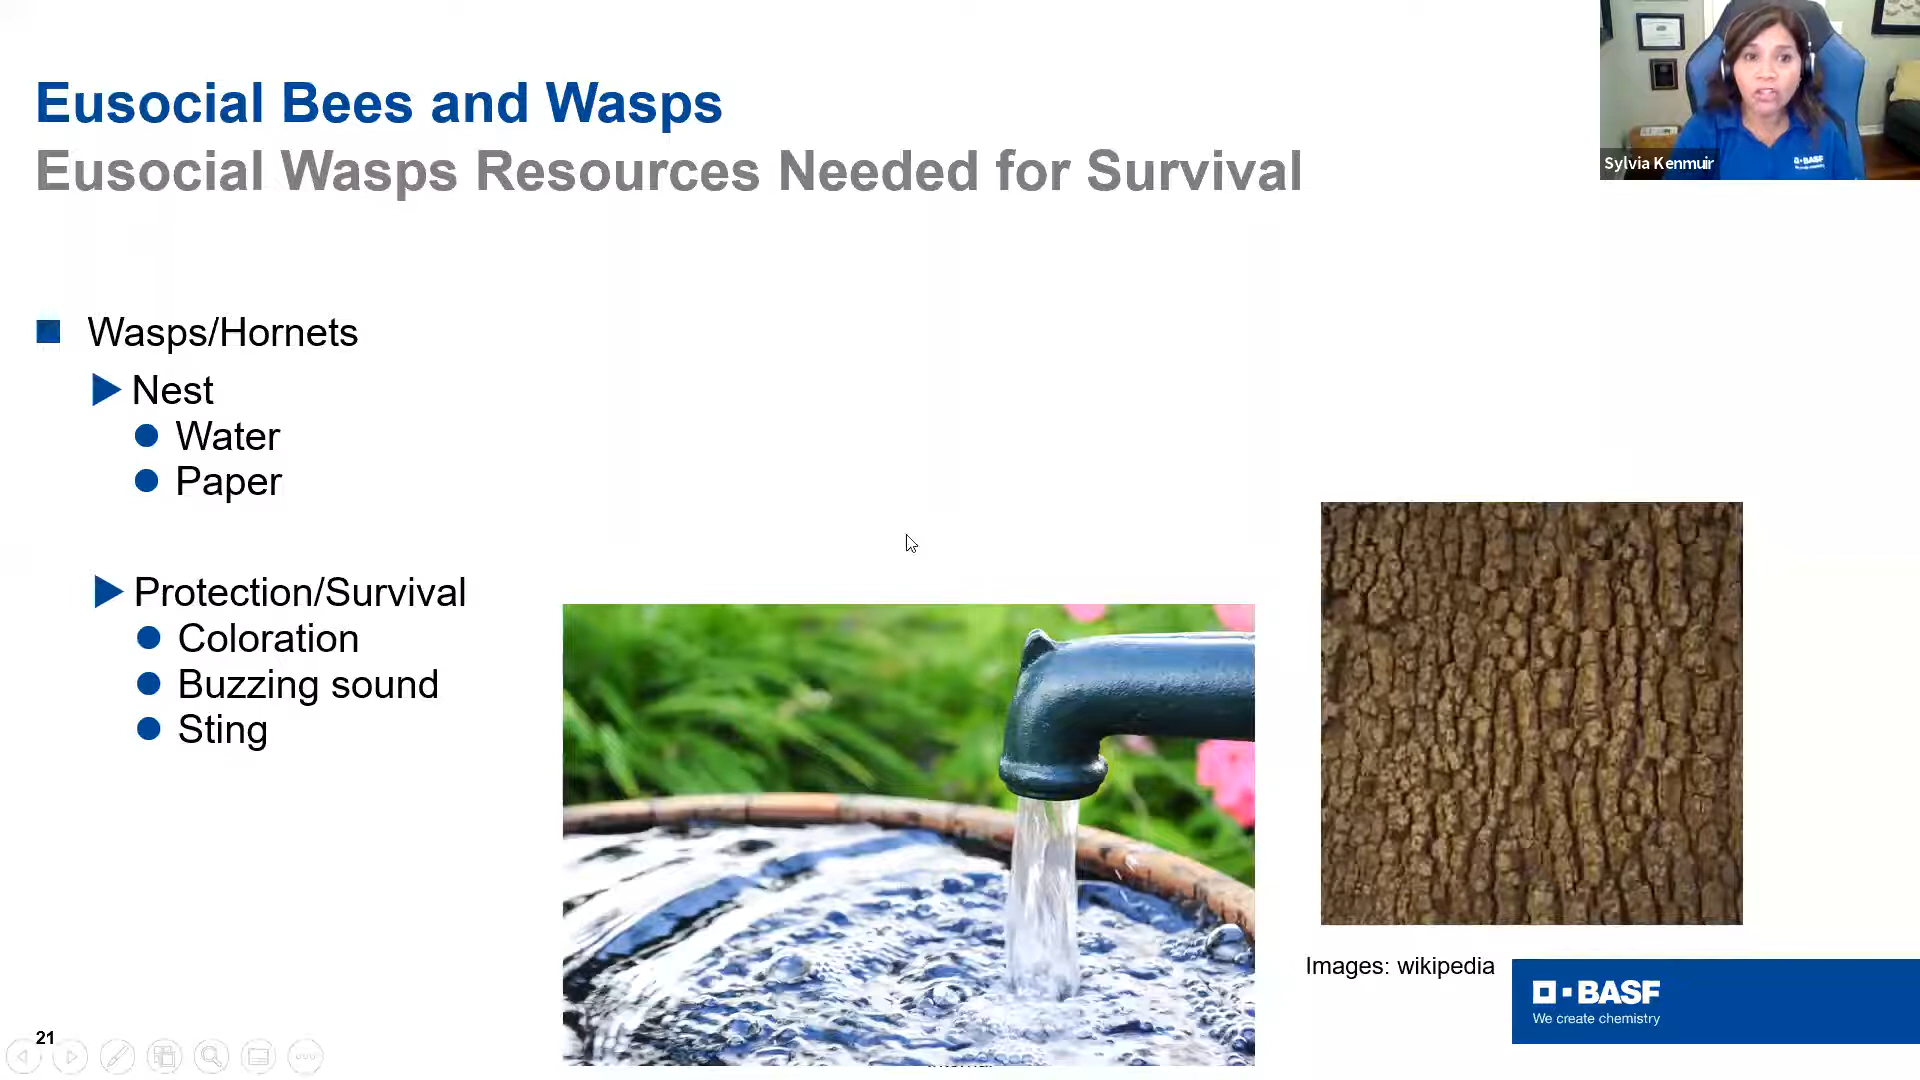 Eusocial Bees and Wasps
Eusocial Wasps Resources Needed for Survival
Sylvia Kenmuir
BASF
Wasps/Hornets
Nest
Water
Paper
Protection/Survival
Coloration
Buzzing sound
Sting
Images: wikipedia
BASF
We create chemistry
21